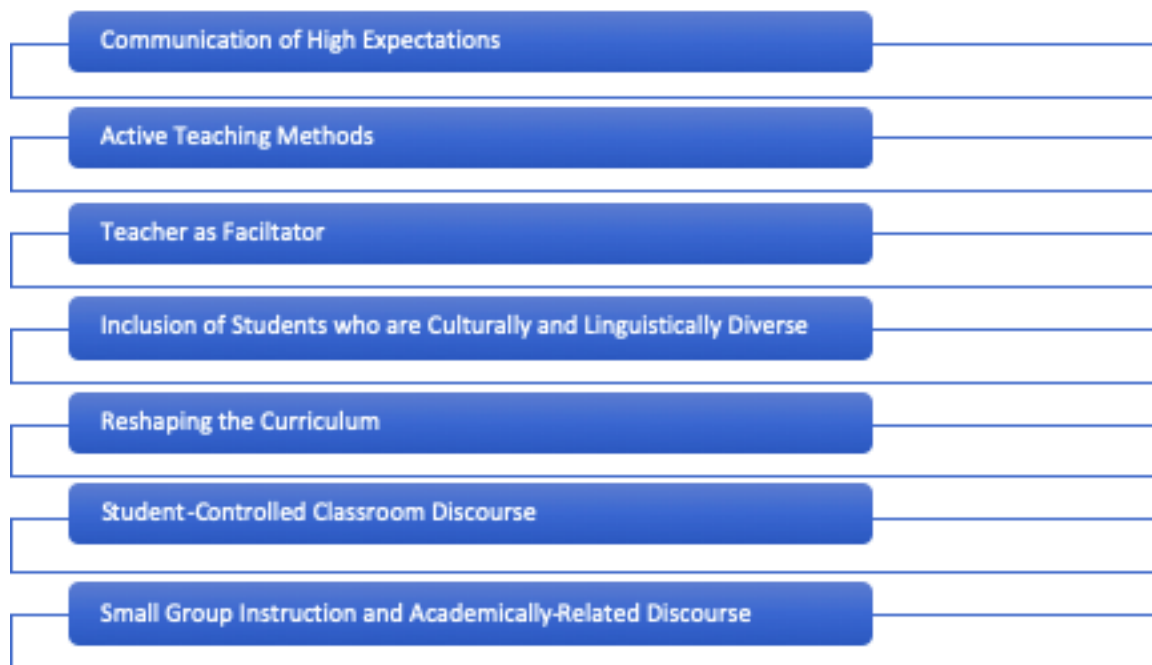 Communication of High Expectations
Active Teaching Methods
Teacher as Faciltator
Inclusion of Students who are Culturally and Linguistically Diverse
Reshaping the Curriculum
Student-Controlled Classroom Discourse
Small Group Instruction and Academically-Related Discourse